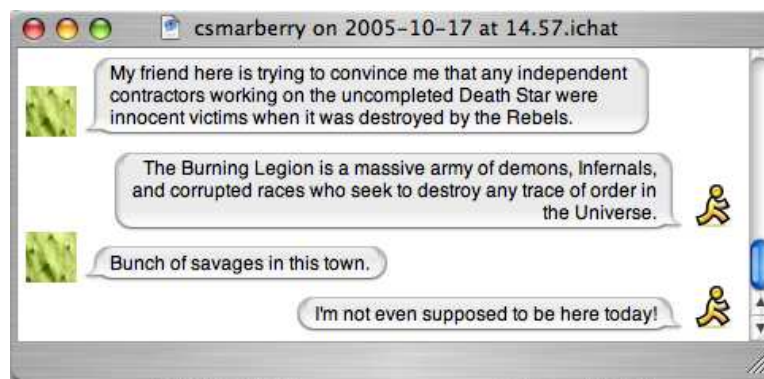 csmarberry on 2005-10-17 at 14.57.ichat
My friend here is trying to convince me that any independent
contractors working on the uncompleted Death Star were
innocent victims when it was destroyed by the Rebels.
The Burning Legion is a massive army of demons, Infernals,
and corrupted races who seek to destroy any trace of order in
the Universe.
Bunch of savages in this town.
I'm not even supposed to be here today!